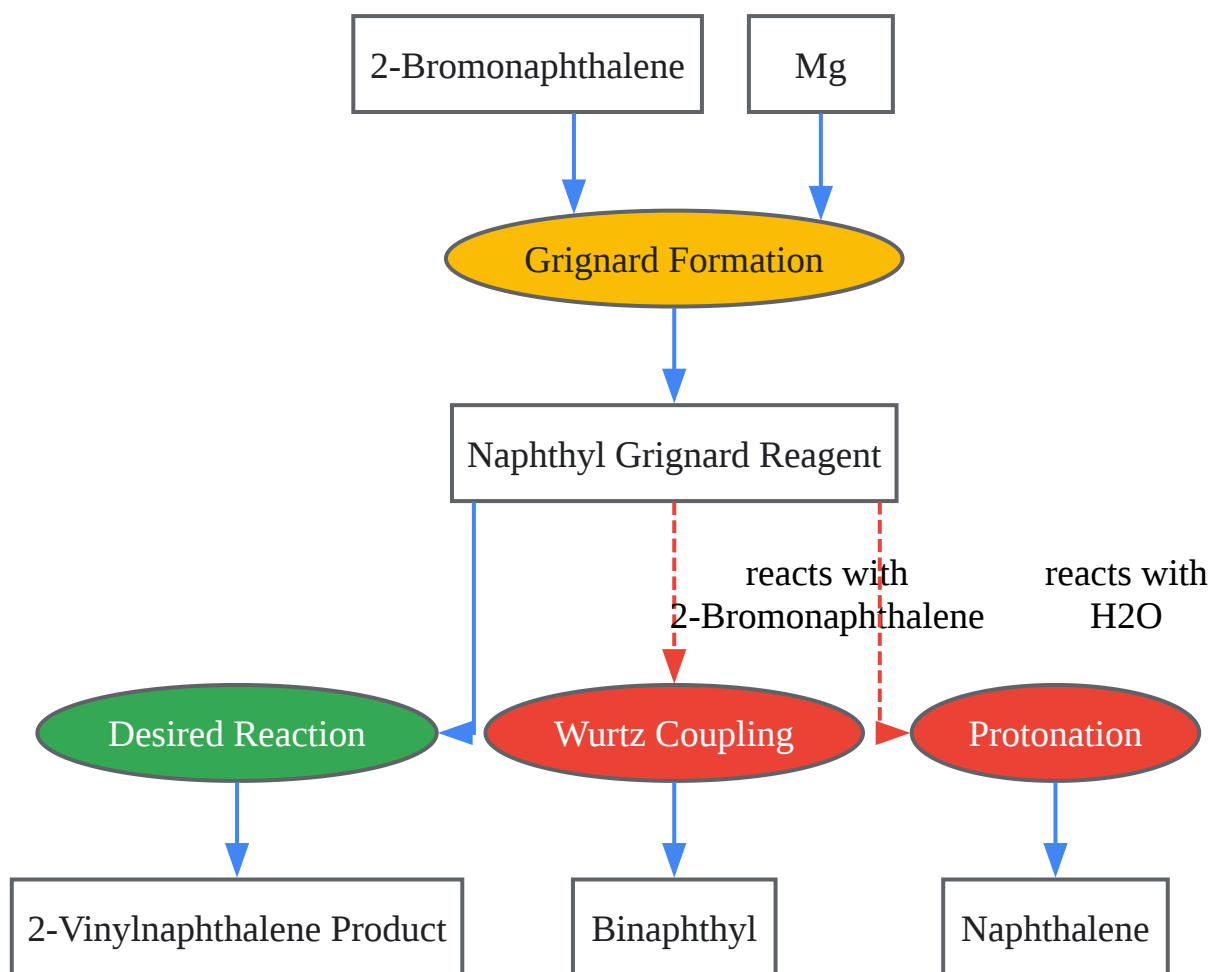 2-Bromonaphthalene
Mg
Grignard Formation
Naphthyl Grignard Reagent
reacts with
2-Bromonaphthalene
reacts with
H2O
Desired Reaction
Wurtz Coupling
Protonation
2-Vinylnaphthalene Product
Binaphthyl
Naphthalene